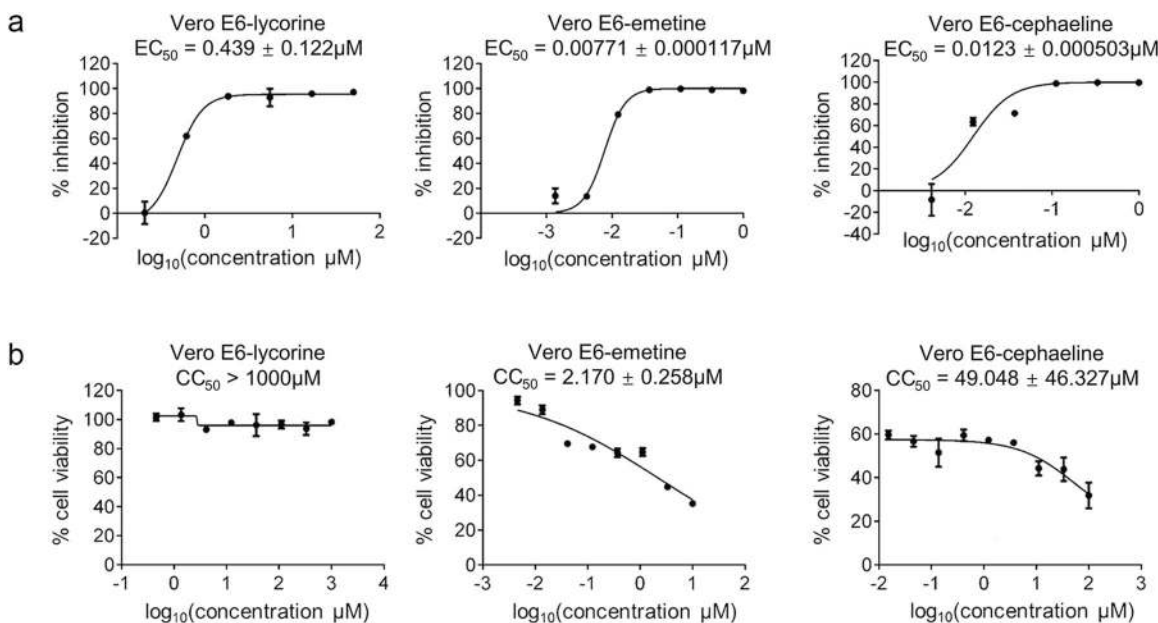 a
Vero E6-lycorine
EC50 = 0.439 ± 0.122µM
120
100
80
60
40
20
0
-20
% inhibition
0
1
2
log10(concentration µM)
Vero E6-emetine
EC50 = 0.00771 ± 0.000117µM
120
100
80
60
40
20
0
-20
% inhibition
-3
-2
-1
0
log10(concentration µM)
Vero E6-cephaeline
EC50 = 0.0123 ± 0.000503µM
120
100
80
60
40
20
0
-20
-40
% inhibition
-2
-1
0
log10(concentration µM)
b
Vero E6-lycorine
CC50 > 1000µM
120
100
80
60
40
20
0
% cell viability
-1
0
1
2
3
4
log10(concentration µM)
Vero E6-emetine
CC50 = 2.170 ± 0.258µM
100
80
60
40
20
0
% cell viability
-3
-2
-1
0
1
2
log10(concentration µM)
Vero E6-cephaeline
CC50 = 49.048 ± 46.327µM
80
60
40
20
0
% cell viability
-2
-1
0
1
2
3
log10(concentration µM)